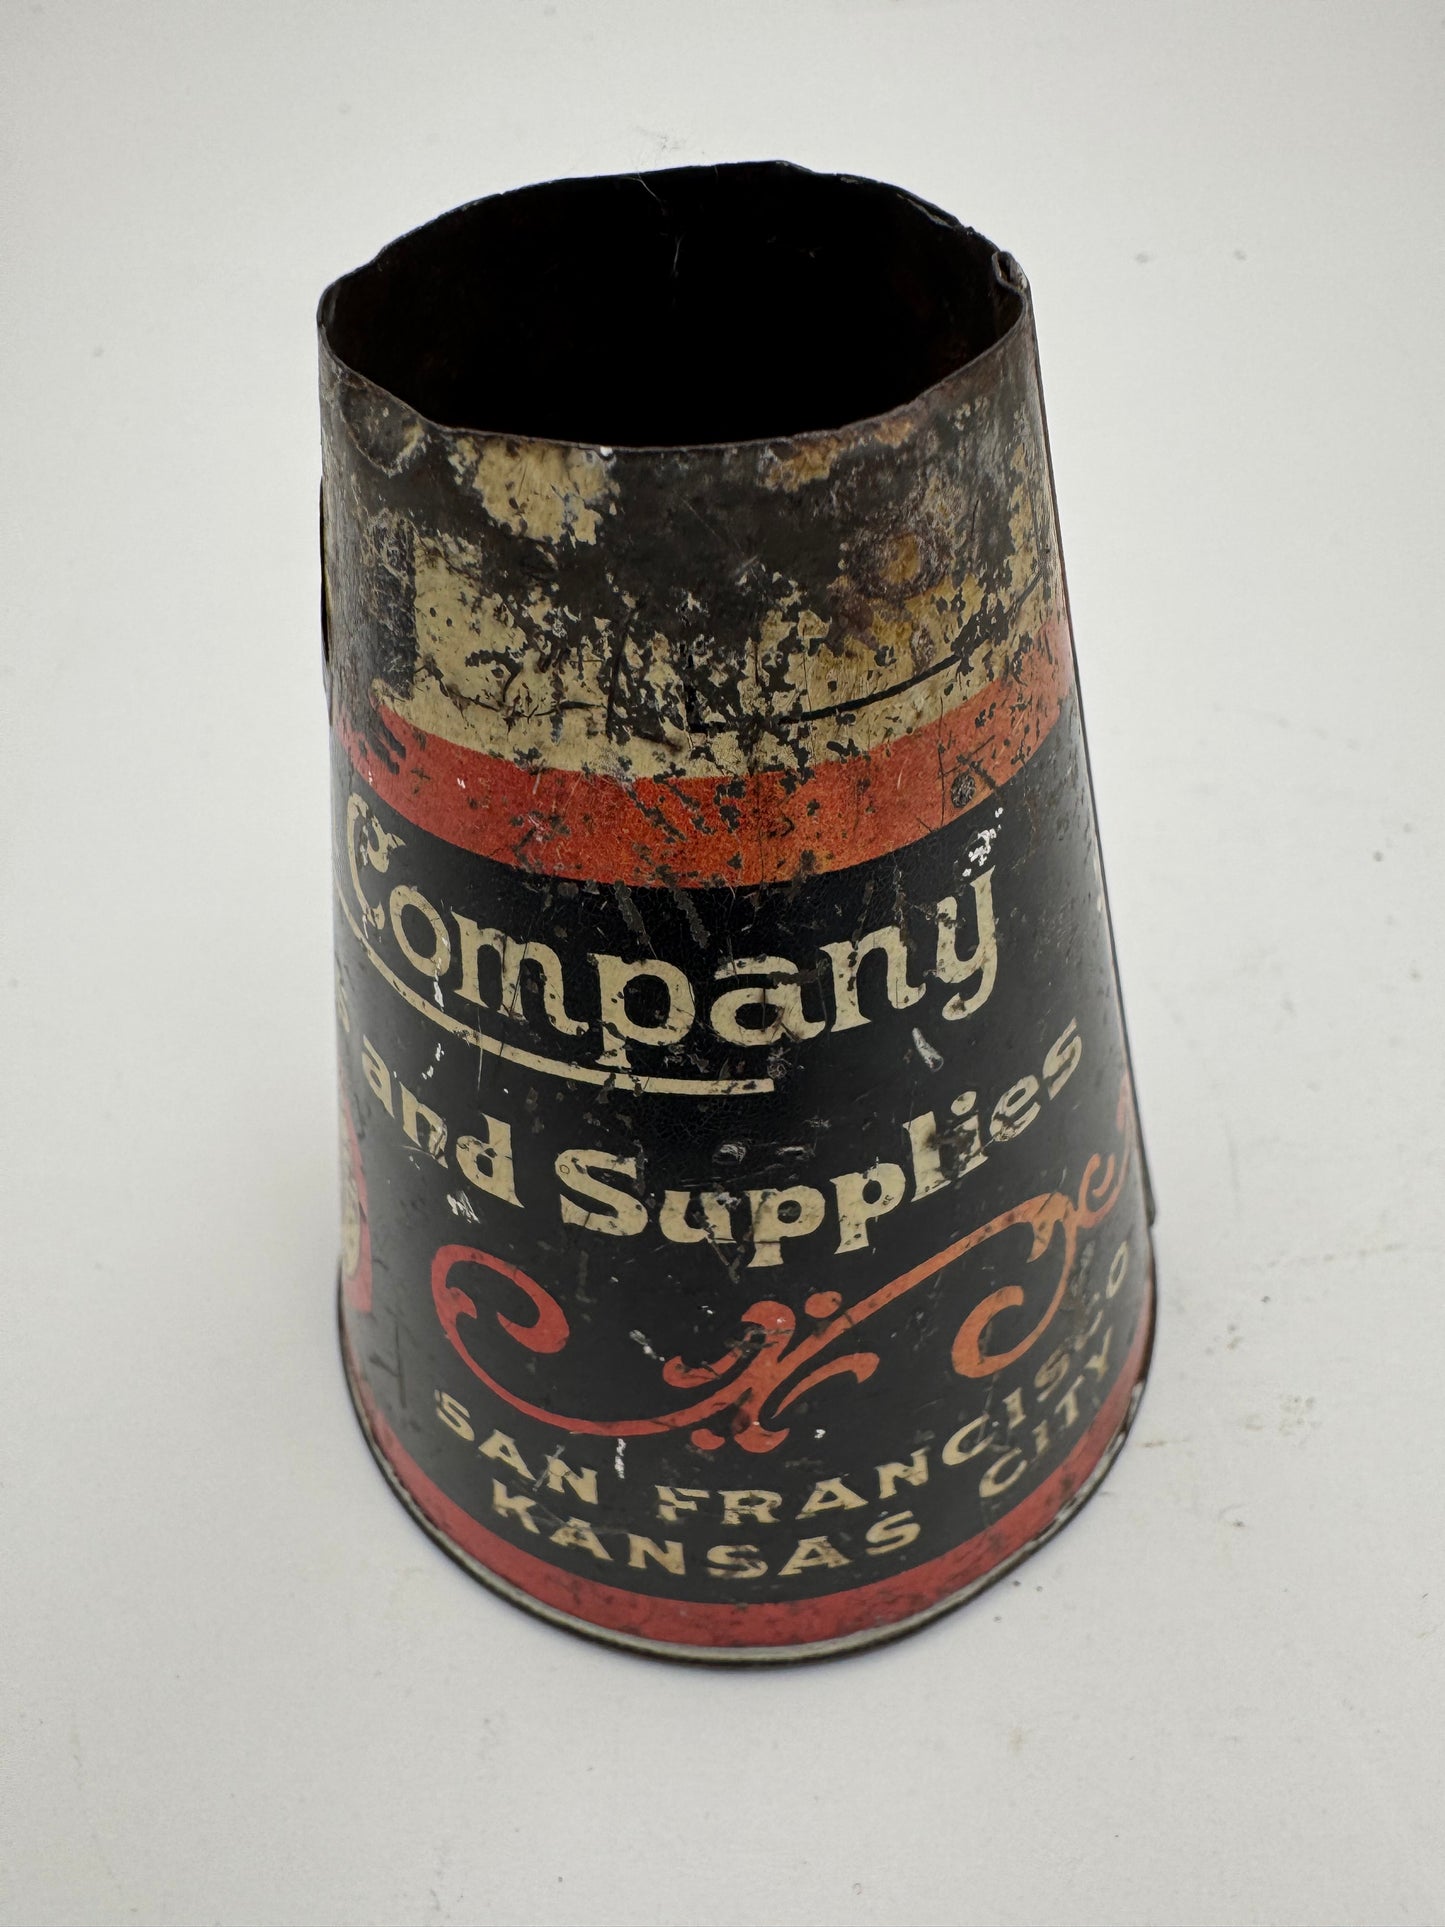 Company
and Supplies
SAN FRANCISCO
KANSAS CITY